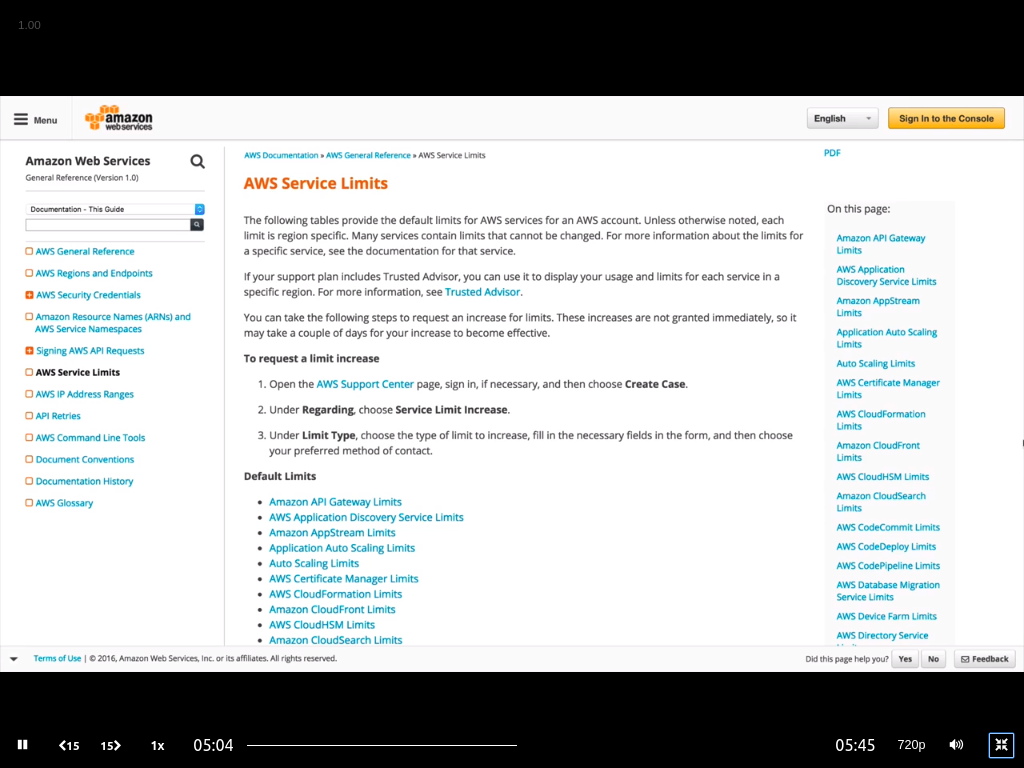 1.00
Menu
amazon
webservices
English
Sign In to the Console
Amazon Web Services
General Reference (Version 1.0)
Documentation - This Guide
AWS General Reference
AWS Regions and Endpoints
AWS Security Credentials
Amazon Resource Names (ARNs) and
AWS Service Namespaces
Signing AWS API Requests
AWS Service Limits
AWS IP Address Ranges
API Retries
AWS Command Line Tools
Document Conventions
Documentation History
AWS Glossary
AWS Documentation » AWS General Reference » AWS Service Limits
AWS Service Limits
The following tables provide the default limits for AWS services for an AWS account. Unless otherwise noted, each
limit is region specific. Many services contain limits that cannot be changed. For more information about the limits for
a specific service, see the documentation for that service.
If your support plan includes Trusted Advisor, you can use it to display your usage and limits for each service in a
specific region. For more information, see Trusted Advisor.
You can take the following steps to request an increase for limits. These increases are not granted immediately, so it
may take a couple of days for your increase to become effective.
To request a limit increase
1. Open the AWS Support Center page, sign in, if necessary, and then choose Create Case.
2. Under Regarding, choose Service Limit Increase.
3. Under Limit Type, choose the type of limit to increase, fill in the necessary fields in the form, and then choose
your preferred method of contact.
Default Limits
• Amazon API Gateway Limits
• AWS Application Discovery Service Limits
• Amazon AppStream Limits
• Application Auto Scaling Limits
• Auto Scaling Limits
• AWS Certificate Manager Limits
• AWS CloudFormation Limits
• Amazon CloudFront Limits
• AWS CloudHSM Limits
• Amazon CloudSearch Limits
PDF
On this page:
Amazon API Gateway
Limits
AWS Application
Discovery Service Limits
Amazon AppStream
Limits
Application Auto Scaling
Limits
Auto Scaling Limits
AWS Certificate Manager
Limits
AWS CloudFormation
Limits
Amazon CloudFront
Limits
AWS CloudHSM Limits
Amazon CloudSearch
Limits
AWS CodeCommit Limits
AWS CodeDeploy Limits
AWS CodePipeline Limits
AWS Database Migration
Service Limits
AWS Device Farm Limits
AWS Directory Service
Terms of Use | © 2016, Amazon Web Services, Inc. or its affiliates. All rights reserved.
Did this page help you? Yes No Feedback
15 15 1x 05:04 05:45 720p